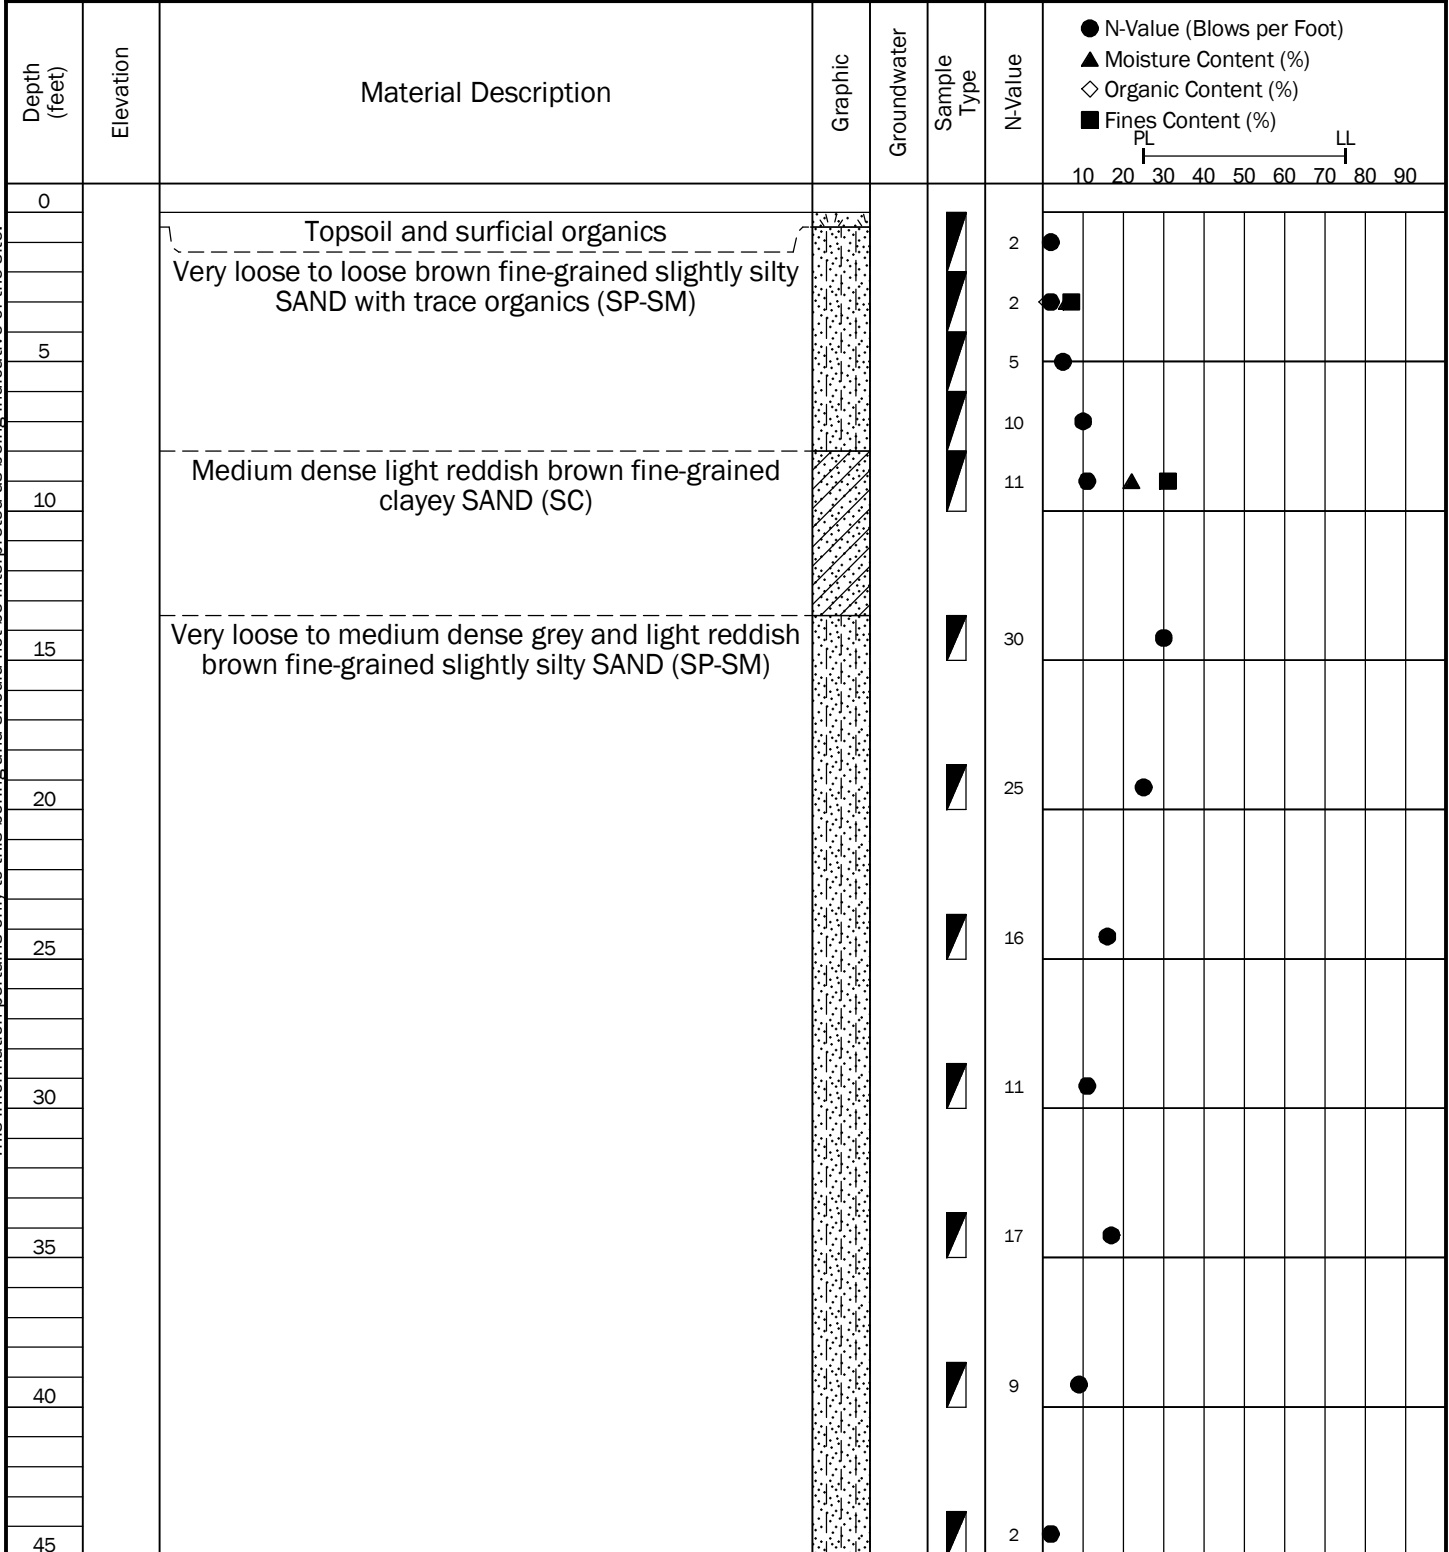 Depth
(feet)
Elevation
Material Description
Graphic
Groundwater
Sample
Type
N-Value
N-Value (Blows per Foot)
Moisture Content (%)
Organic Content (%)
Fines Content (%)
PL LL
10 20 30 40 50 60 70 80 90
0
Topsoil and surficial organics
2
Very loose to loose brown fine-grained slightly silty
SAND with trace organics (SP-SM)
2
5
5
10
Medium dense light reddish brown fine-grained
clayey SAND (SC)
11
10
Very loose to medium dense grey and light reddish
brown fine-grained slightly silty SAND (SP-SM)
30
15
25
20
16
25
11
30
17
35
9
40
2
45